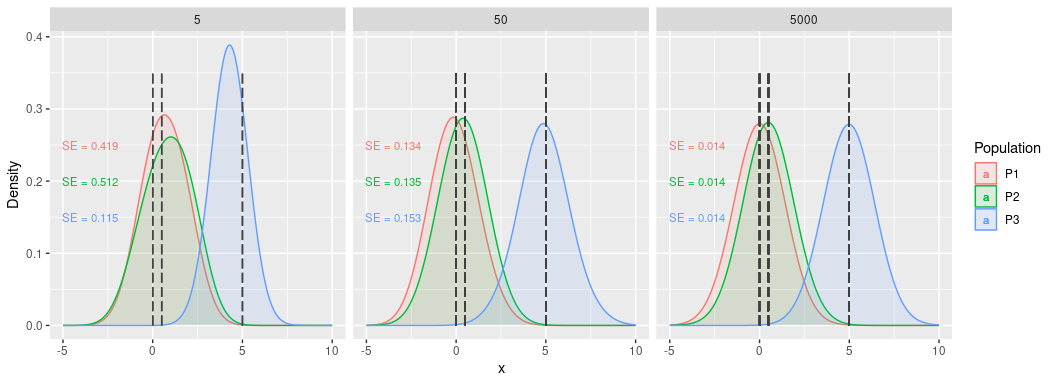 5 50 5000
Density
0.4
0.3
0.2
0.1
0.0
SE = 0.419
SE = 0.512
SE = 0.115
SE = 0.134
SE = 0.135
SE = 0.153
SE = 0.014
SE = 0.014
SE = 0.014
-5 0 5 10 -5 0 5 10 -5 0 5 10
x
Population
a P1
a P2
a P3